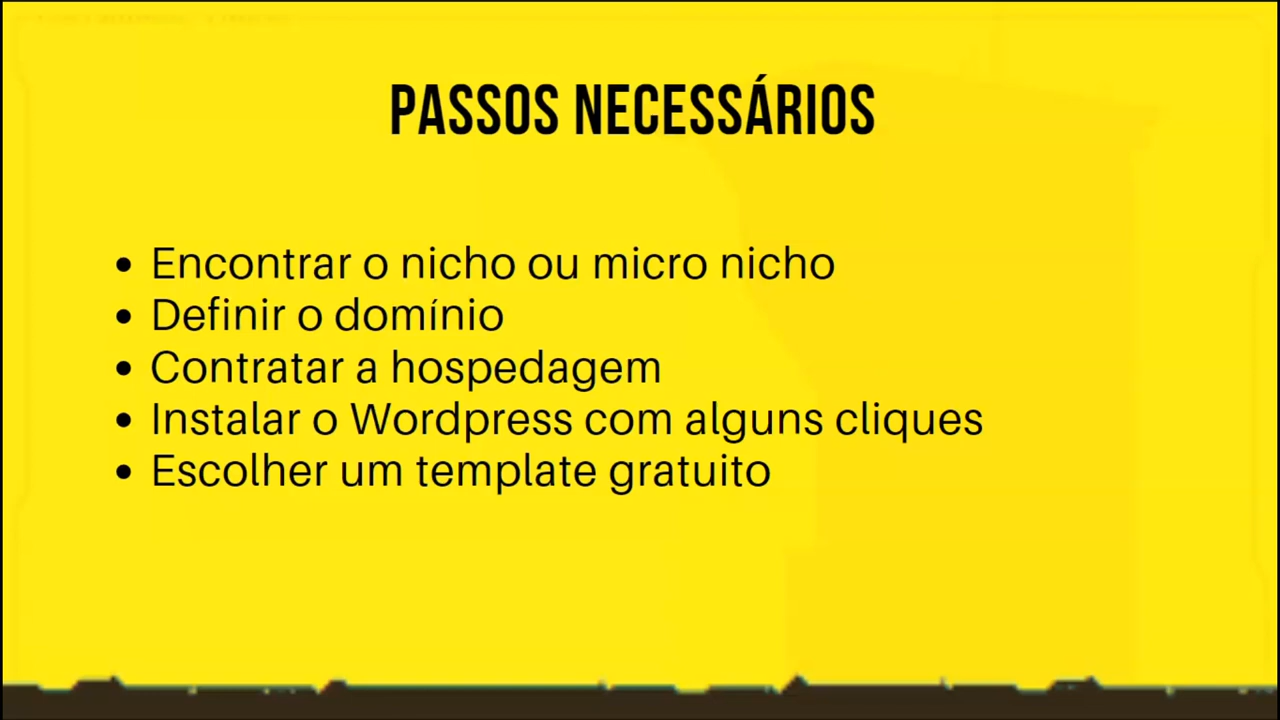 PASSOS NECESSÁRIOS
• Encontrar o nicho ou micro nicho
• Definir o domínio
• Contratar a hospedagem
• Instalar o Wordpress com alguns cliques
• Escolher um template gratuito